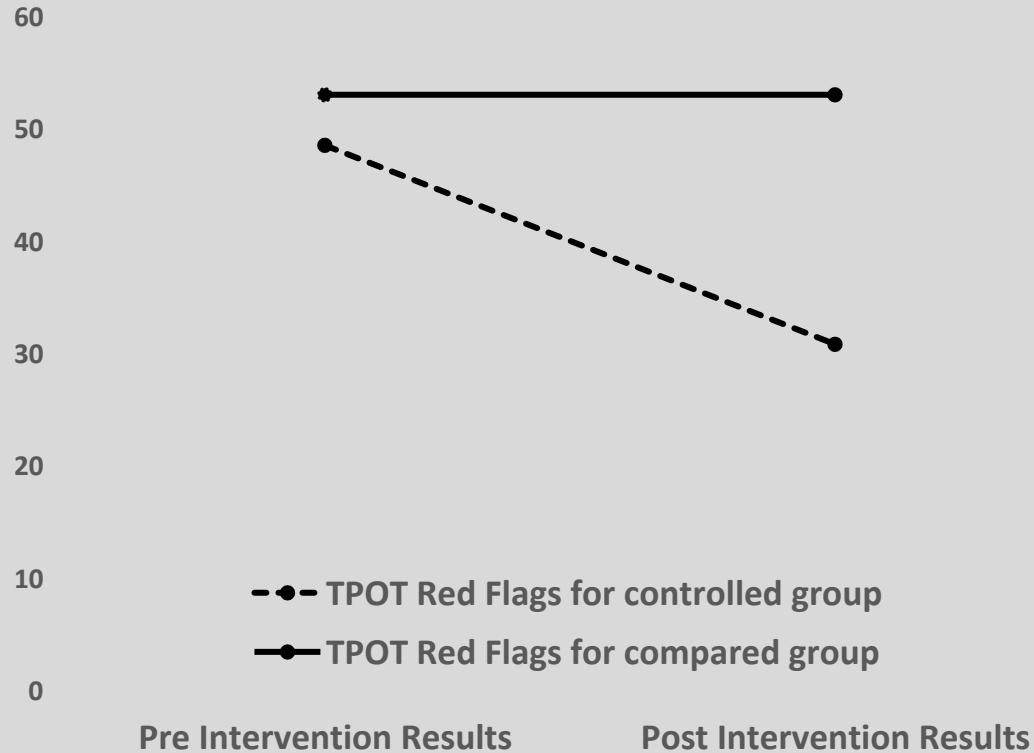 60
50
40
30
20
10
TPOT Red Flags for controlled group
TPOT Red Flags for compared group
0
Pre Intervention Results Post Intervention Results